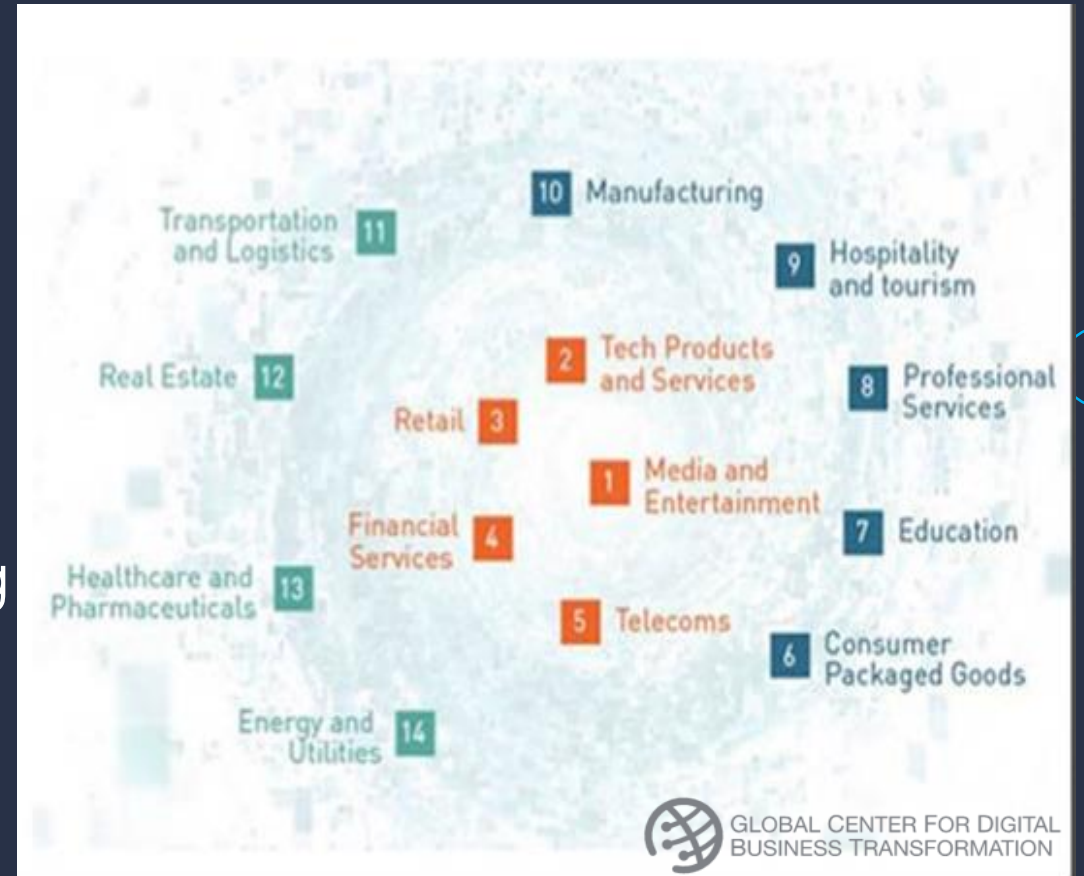 10 Manufacturing
11 Transportation
and Logistics
9 Hospitality
and tourism
2 Tech Products
and Services
12 Real Estate
8 Professional
Services
3 Retail
1 Media and
Entertainment
4 Financial
Services
7 Education
13 Healthcare and
Pharmaceuticals
5 Telecoms
6 Consumer
Packaged Goods
14 Energy and
Utilities
GLOBAL CENTER FOR DIGITAL
BUSINESS TRANSFORMATION